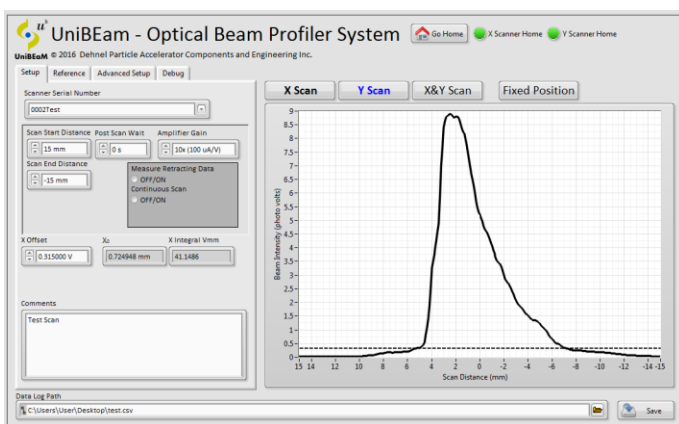 UniBEam - Optical Beam Profiler System
Go Home
X Scanner Home
Y Scanner Home
UniBEaM
© 2016 Dehnel Particle Accelerator Components and Engineering Inc.
Setup Reference Advanced Setup Debug
Scanner Serial Number
0002Test
Scan Start Distance Post Scan Wait Amplifier Gain
15 mm 0 s 10x (100 uA/V)
Scan End Distance
-15 mm
Measure Retracting Data
OFF/ON
Continuous Scan
OFF/ON
X Offset X₀ X Integral Vmm
0.315000 V 0.724948 mm 41.1486
Comments
Test Scan
X Scan Y Scan X&Y Scan Fixed Position
9
8.5
8
7.5
7
6.5
6
5.5
5
4.5
4
3.5
3
2.5
2
1.5
1
0.5
0
Beam Intensity (photo volts)
15 14 12 10 8 6 4 2 0 -2 -4 -6 -8 -10 -12 -14 -15
Scan Distance (mm)
Data Log Path
C:\Users\User\Desktop\test.csv
Save